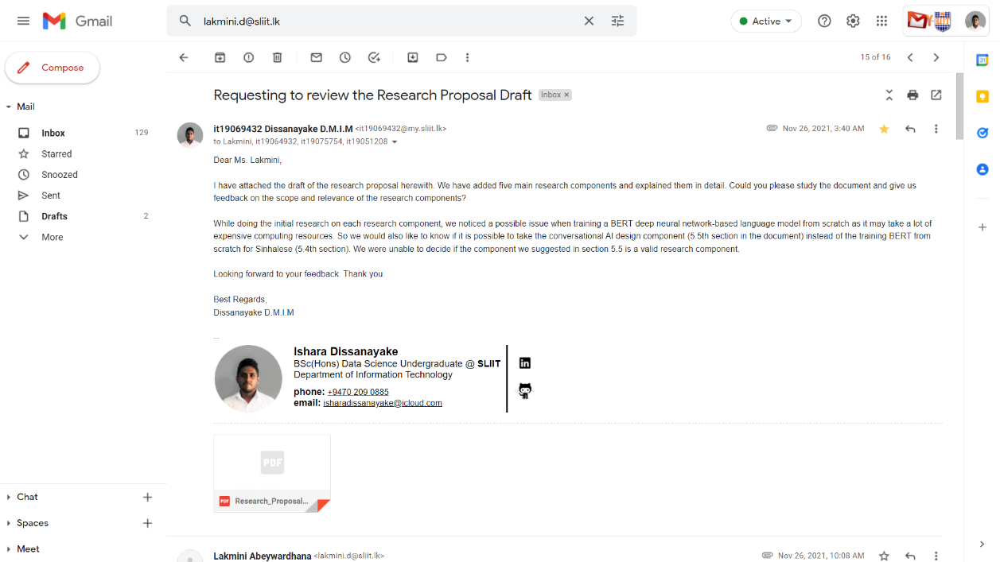 Gmail
lakmini.d@sliit.lk
Active
Compose
15 of 16
Mail
Inbox 129
Starred
Snoozed
Sent
Drafts 2
More
Chat
Spaces
Meet
Requesting to review the Research Proposal Draft Inbox ×
it19069432 Dissanayake D.M.I.M <it19069432@my.sliit.lk> Nov 26, 2021, 3:40 AM
to Lakmini, it19064932, it19075754, it19051208
Dear Ms. Lakmini,
I have attached the draft of the research proposal herewith. We have added five main research components and explained them in detail. Could you please study the document and give us
feedback on the scope and relevance of the research components?
While doing the initial research on each research component, we noticed a possible issue when training a BERT deep neural network-based language model from scratch as it may take a lot of
expensive computing resources. So we would also like to know if it is possible to take the conversational AI design component (5.5th section in the document) instead of the training BERT from
scratch for Sinhalese (5.4th section). We were unable to decide if the component we suggested in section 5.5 is a valid research component.
Looking forward to your feedback. Thank you.
Best Regards,
Dissanayake D.M.I.M
--
Ishara Dissanayake
BSc(Hons) Data Science Undergraduate @ SLIIT
Department of Information Technology
phone: +9470 209 0885
email: isharadissanayake@icloud.com
in
PDF
PDF Research_Proposal...
Lakmini Abeywardhana <lakmini.d@sliit.lk> Nov 26, 2021, 10:08 AM
31